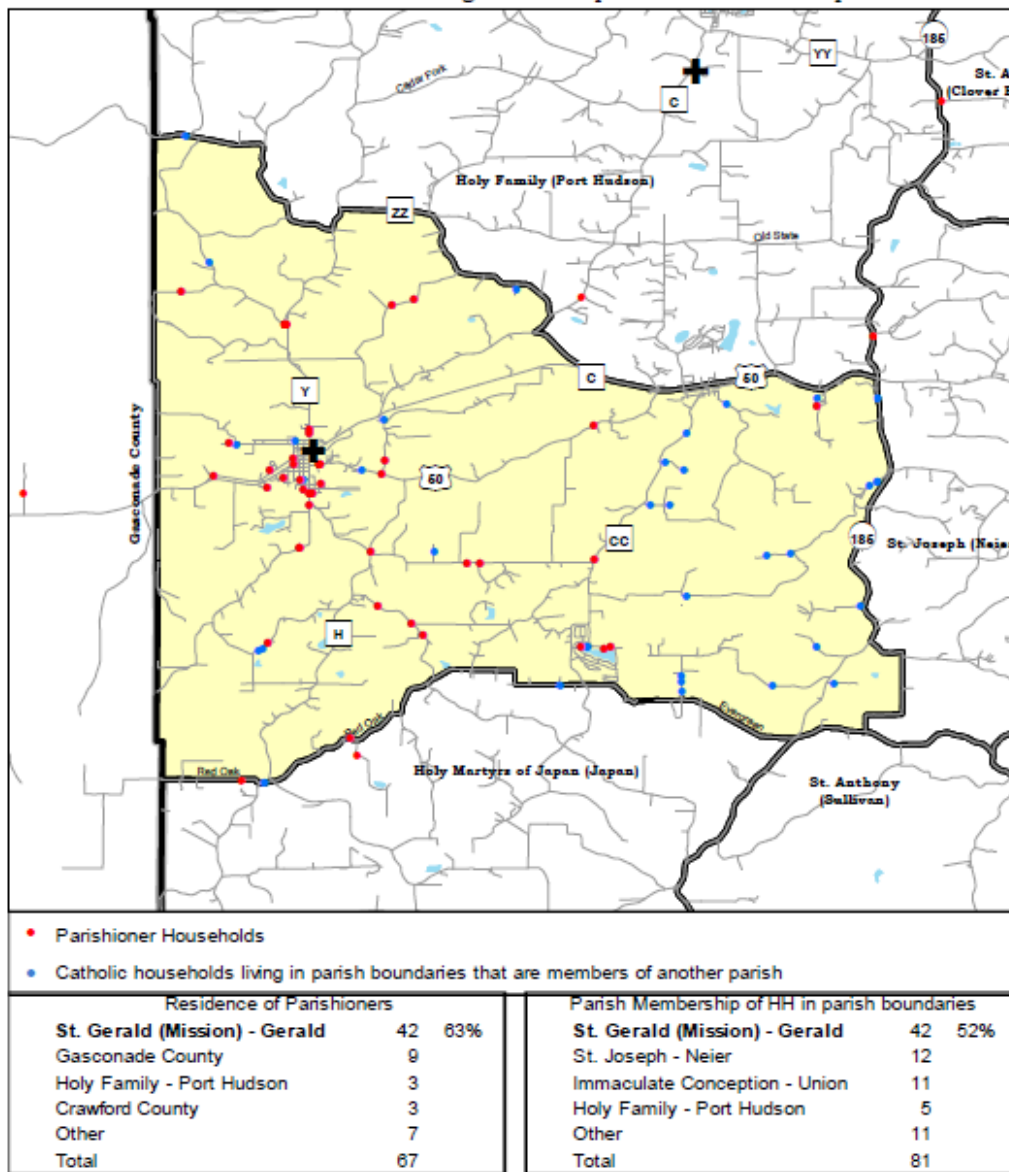 185
YY
St. A
(Clover
Cedar Fork
C
Holy Family (Port Hudson)
ZZ
Old State
C
50
Y
Gasconade County
50
CC
185
St. Joseph (Neier
H
Red Oak
Evergreen
Red Oak
Holy Martyrs of Japan (Japan)
St. Anthony
(Sullivan)
Parishioner Households
Catholic households living in parish boundaries that are members of another parish
Residence of Parishioners
St. Gerald (Mission) - Gerald 42 63%
Gasconade County 9
Holy Family - Port Hudson 3
Crawford County 3
Other 7
Total 67
Parish Membership of HH in parish boundaries
St. Gerald (Mission) - Gerald 42 52%
St. Joseph - Neier 12
Immaculate Conception - Union 11
Holy Family - Port Hudson 5
Other 11
Total 81